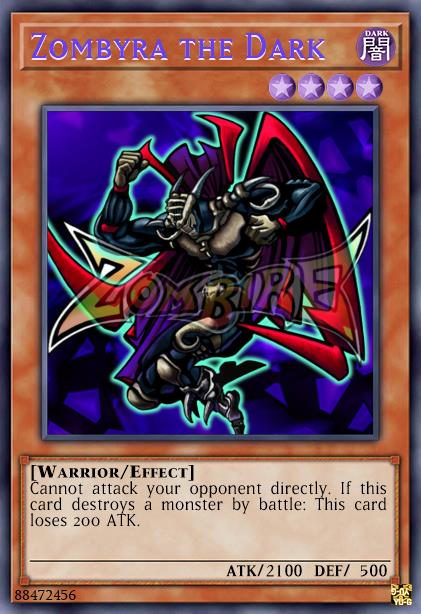 Zombyra the Dark
DARK
闇
ZOMBIRE
[Warrior/Effect]
Cannot attack your opponent directly. If this
card destroys a monster by battle: This card
loses 200 ATK.
ATK/2100 DEF/ 500
88472456